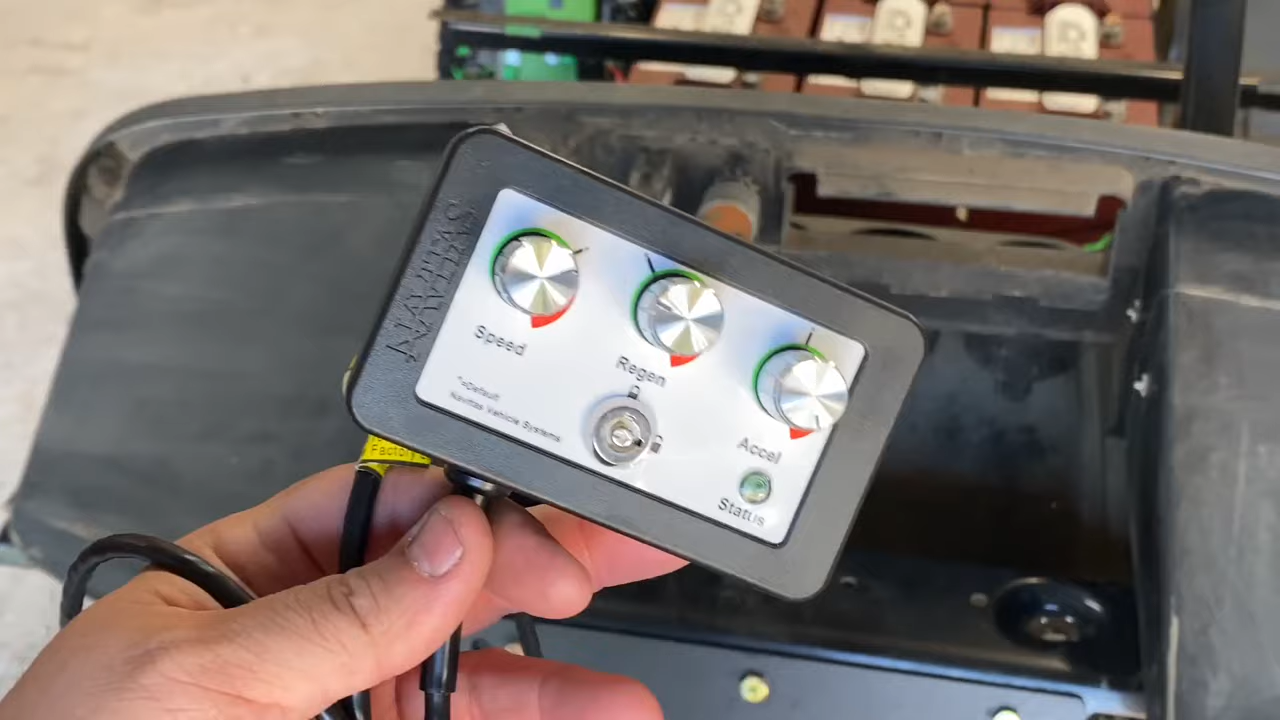 NAVITAS
Speed
Regen
Accel
*=Default
Navitas Vehicle Systems
Status
Factory